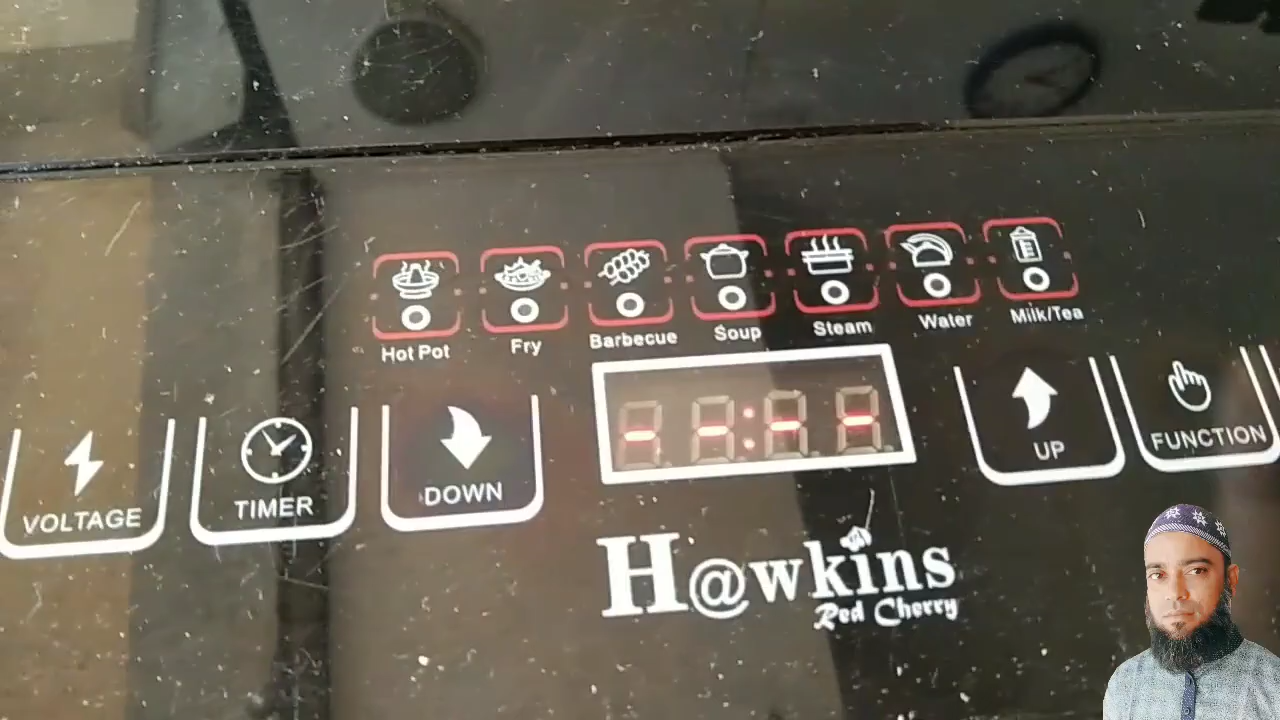 Hot Pot
Fry
Barbecue
Soup
Steam
Water
Milk/Tea
VOLTAGE
TIMER
DOWN
--:--
UP
FUNCTION
H@wkins
Red Cherry